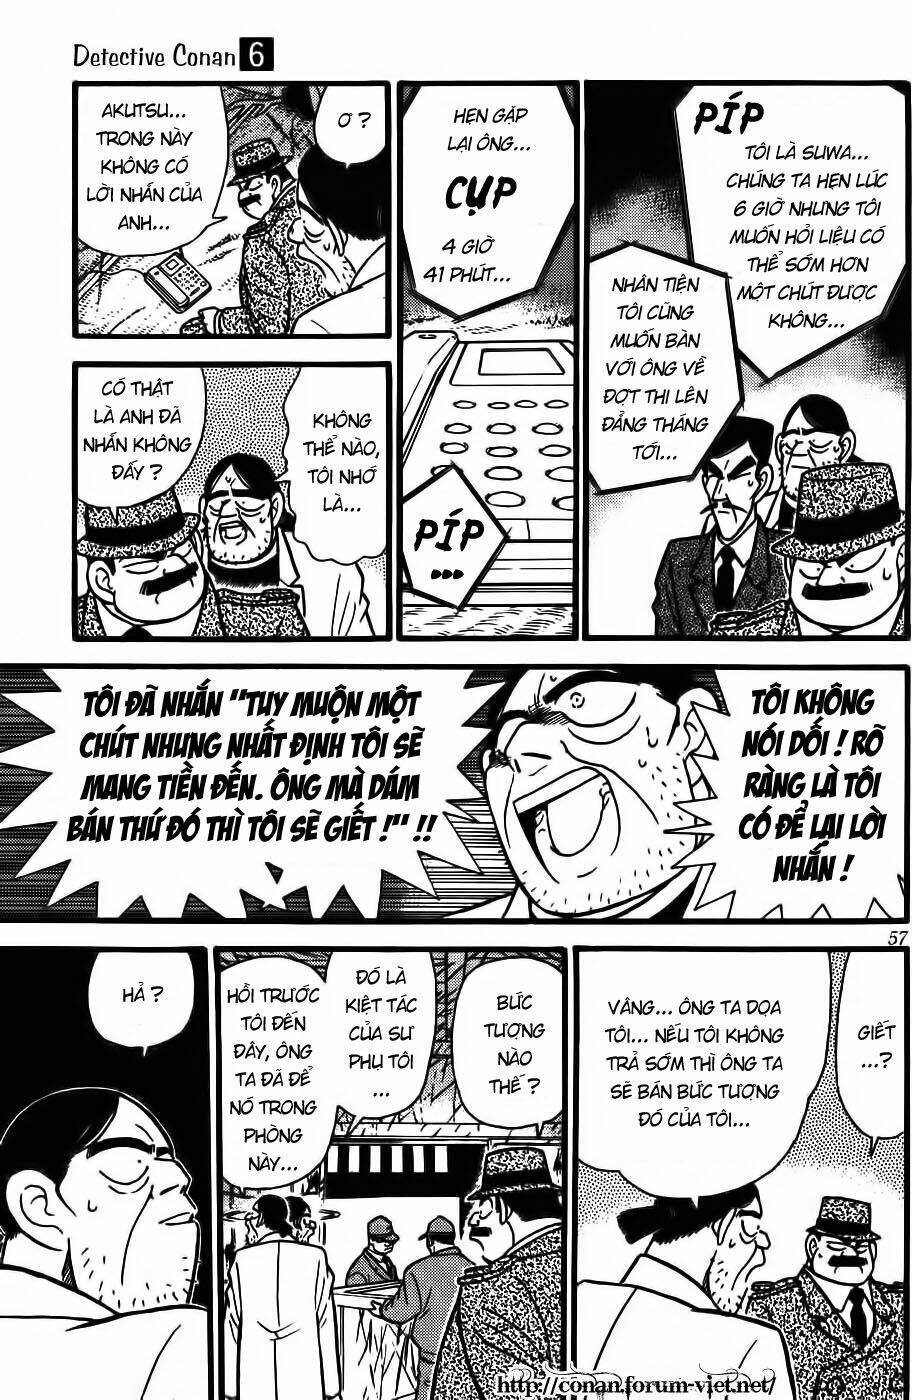 Detective Conan 6
PÍP
TÔI LÀ SUWA...
CHÚNG TA HẸN LÚC
6 GIỜ NHƯNG TÔI
MUỐN HỎI LIỆU CÓ
THỂ SỚM HƠN
MỘT CHÚT ĐƯỢC
KHÔNG...
NHÂN TIỆN
TÔI CŨNG
MUỐN BÀN
VỚI ÔNG VỀ
ĐỢT THI LÊN
ĐẲNG THÁNG
TỚI...
HẸN GẶP
LẠI ÔNG...
CỤP
4 GIỜ
41 PHÚT...
PÍP
...
Ơ ?
AKUTSU...
TRONG NÀY
KHÔNG CÓ
LỜI NHẮN CỦA
ANH...
KHÔNG
THỂ NÀO,
TÔI NHỚ
LÀ...
CÓ THẬT
LÀ ANH ĐÃ
NHẮN KHÔNG
ĐẤY ?
TÔI KHÔNG
NÓI DỐI ! RÕ
RÀNG LÀ TÔI
CÓ ĐỂ LẠI LỜI
NHẮN !
TÔI ĐÃ NHẮN "TUY MUỘN MỘT
CHÚT NHƯNG NHẤT ĐỊNH TÔI SẼ
MANG TIỀN ĐẾN. ÔNG MÀ DÁM
BÁN THỨ ĐÓ THÌ TÔI SẼ GIẾT !" !!
57
GIẾT
...?
VÂNG... ÔNG TA DỌA
TÔI... NẾU TÔI KHÔNG
TRẢ SỚM THÌ ÔNG TA
SẼ BÁN BỨC TƯỢNG
ĐÓ CỦA TÔI...
BỨC
TƯỢNG
NÀO
THẾ ?
ĐÓ LÀ
KIỆT TÁC
CỦA SƯ
PHỤ TÔI
...
HỒI TRƯỚC
TÔI ĐẾN
ĐÂY, ÔNG
TA ĐÃ ĐỂ
NÓ TRONG
PHÒNG
NÀY...
HẢ ?
http://conan.forum-viet.net/